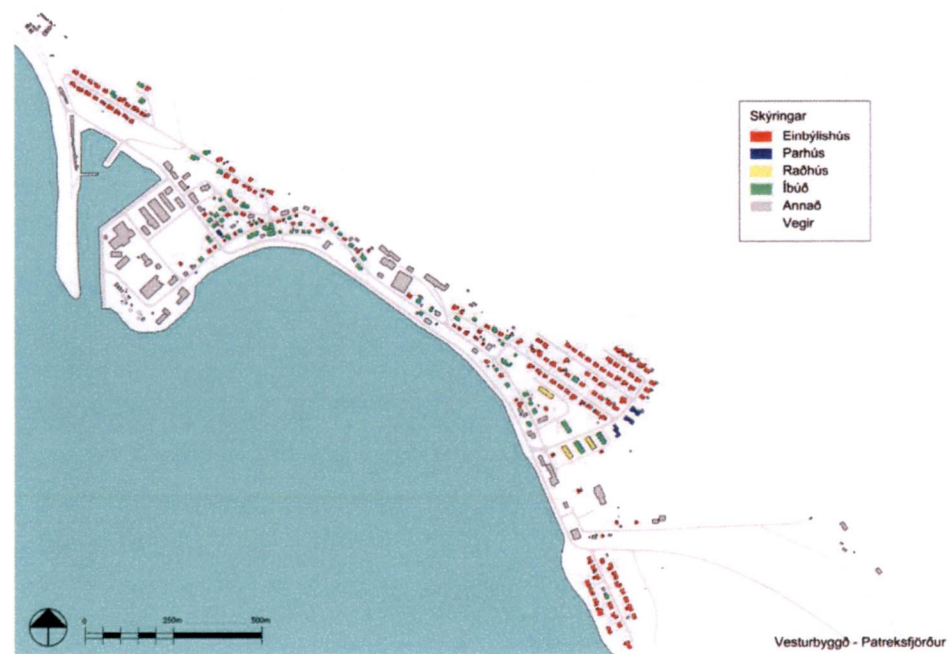 Skýringar
Einbýlishús
Parhús
Raðhús
Íbúð
Annað
Vegir
0 250m 500m
Vesturbyggð - Patreksfjörður